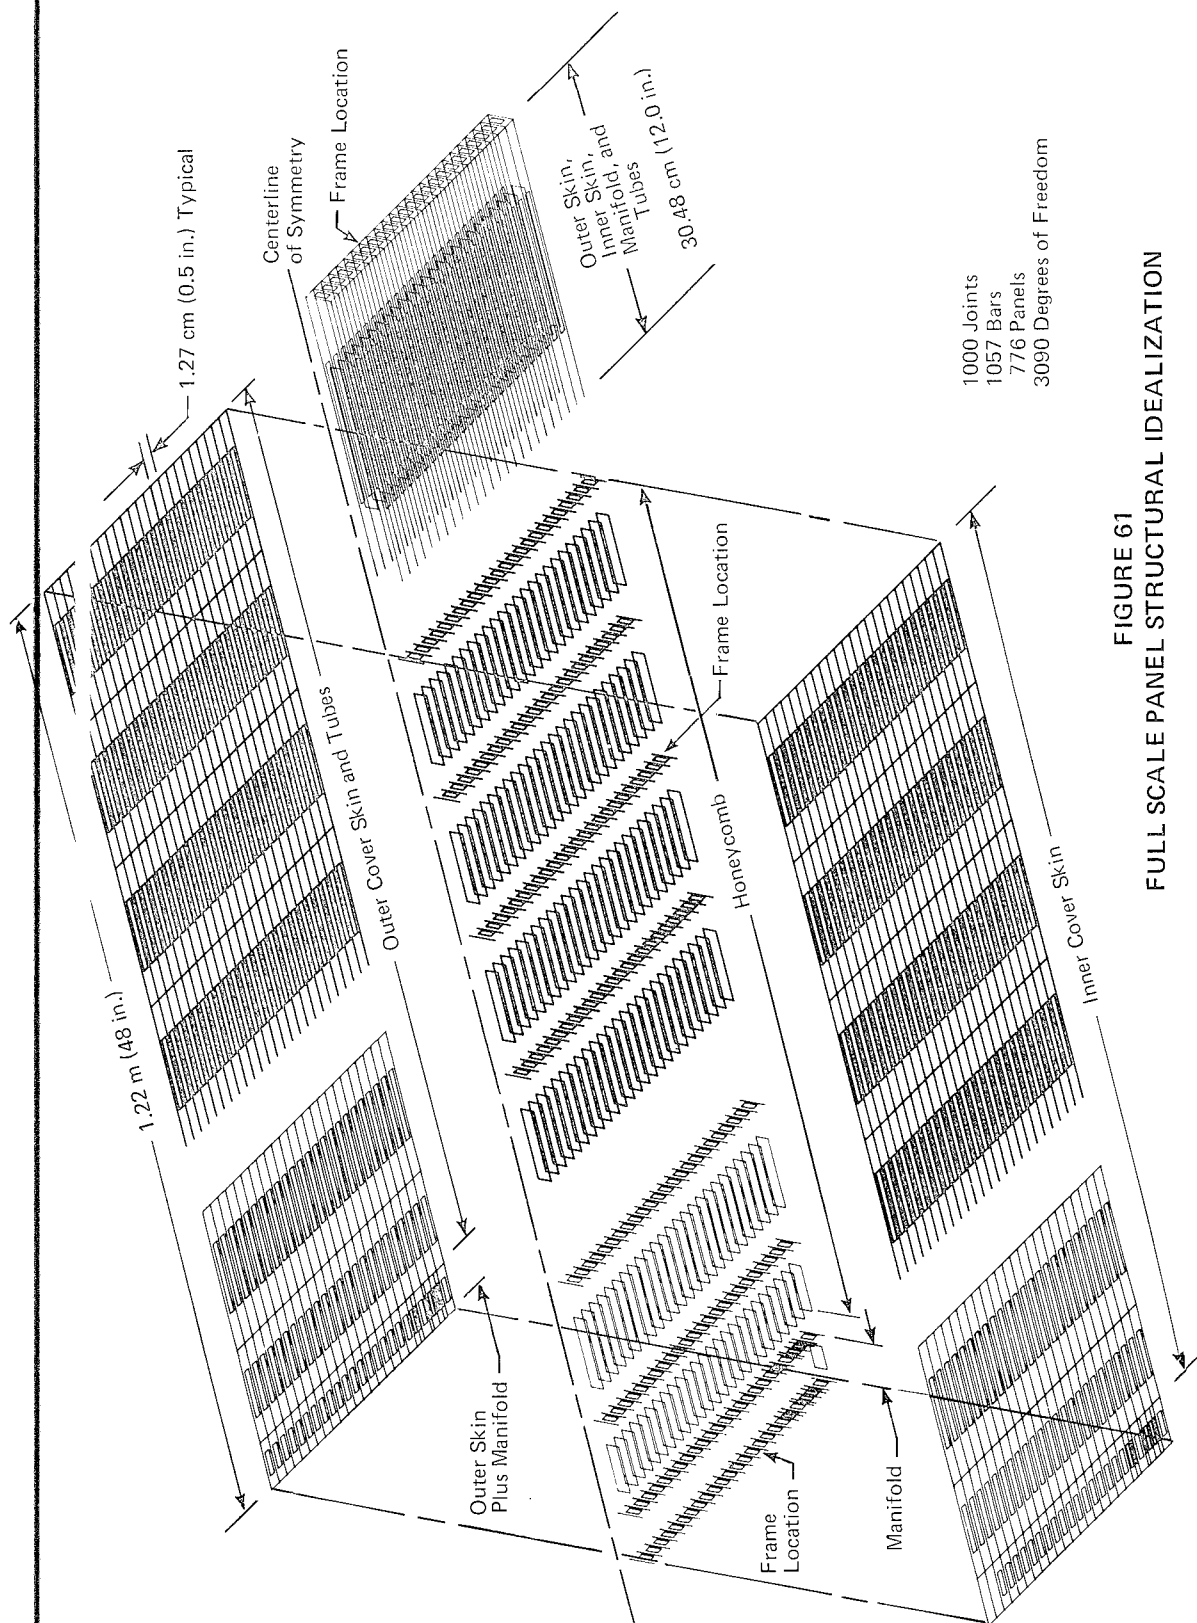 1.22 m (48 in.)
1.27 cm (0.5 in.) Typical
Centerline
of Symmetry
Frame Location
Outer Skin,
Inner Skin,
Manifold, and
Tubes
30.48 cm (12.0 in.)
Outer Cover Skin and Tubes
Outer Skin
Plus Manifold
Honeycomb
Frame Location
Frame
Location
Manifold
Inner Cover Skin
1000 Joints
1057 Bars
776 Panels
3090 Degrees of Freedom
FIGURE 61
FULL SCALE PANEL STRUCTURAL IDEALIZATION